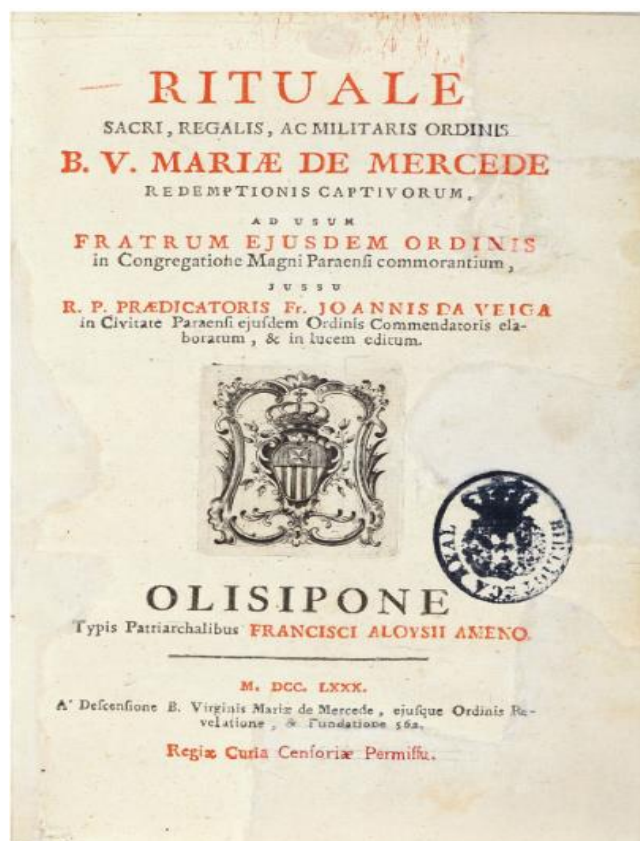 RITUALE
SACRI, REGALIS, AC MILITARIS ORDINIS
B. V. MARIÆ DE MERCEDE
REDEMPTIONIS CAPTIVORUM,
AD USUM
FRATRUM EJUSDEM ORDINIS
in Congregatione Magni Paraenſi commorantium,
JUSSU
R. P. PRÆDICATORIS Fr. JOANNIS DA VEIGA
in Civitate Paraenſi ejuſdem Ordinis Commendatoris ela-
boratum, & in lucem editum.
BIBLIOTECA REAL
OLISIPONE
Typis Patriarchalibus FRANCISCI ALOYSII AMENO.
M. DCC. LXXX.
A' Deſcenſione B. Virginis Mariæ de Mercede, ejuſque Ordinis Re-
velatione, & Fundatione 562.
Regiæ Curiæ Cenſoriæ Permiſſu.